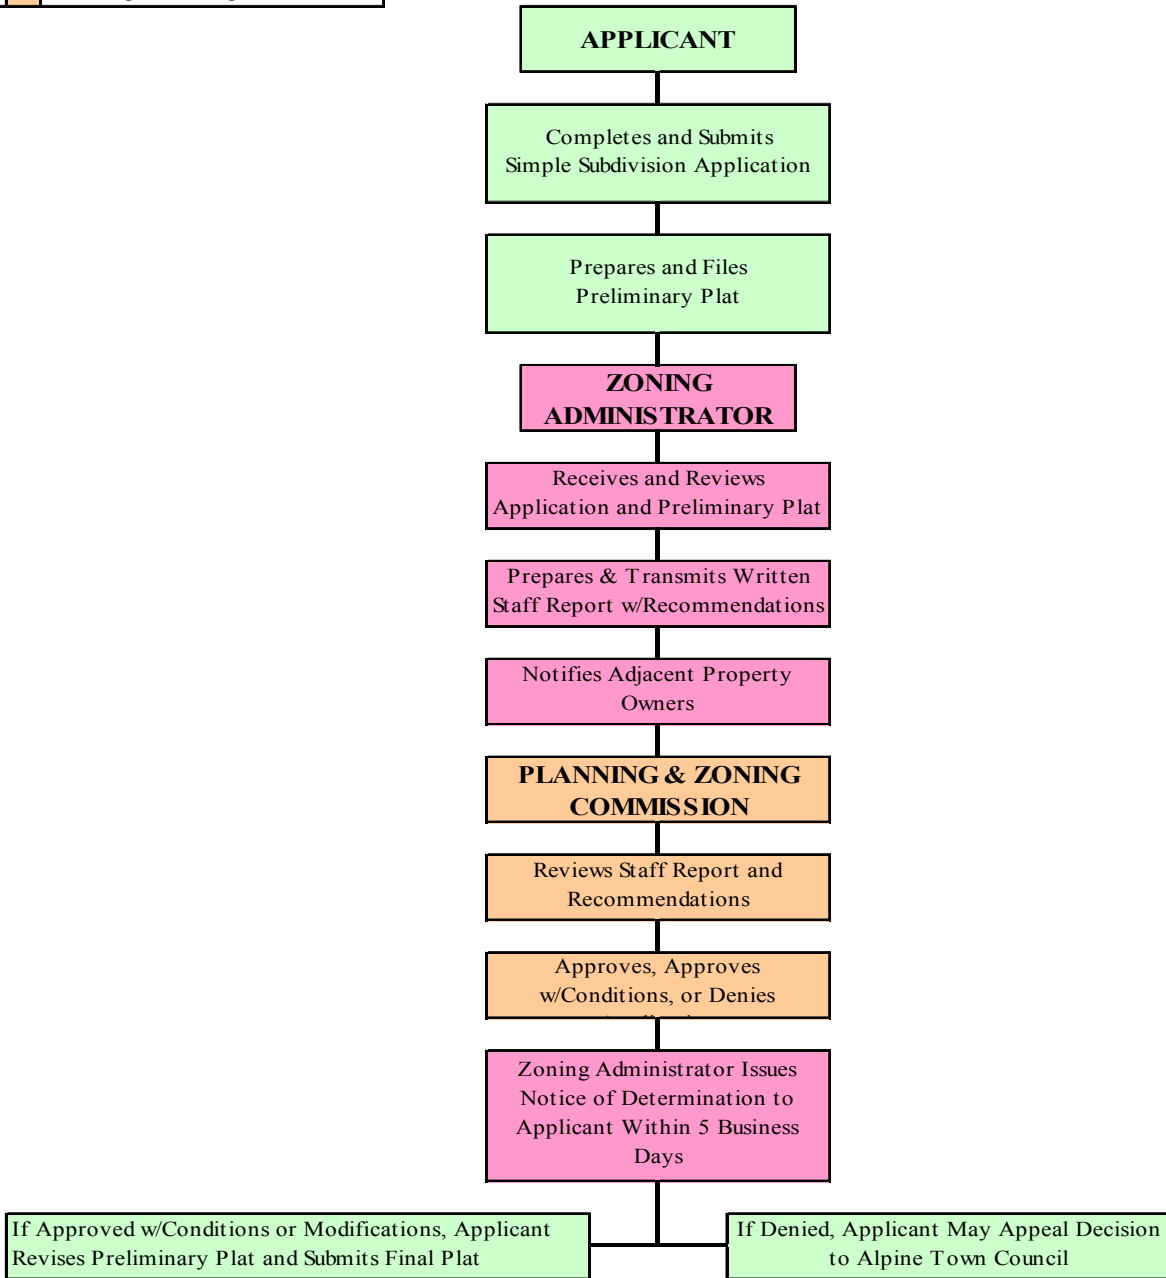 APPLICANT
Completes and Submits
Simple Subdivision Application
Prepares and Files
Preliminary Plat
ZONING
ADMINISTRATOR
Receives and Reviews
Application and Preliminary Plat
Prepares & Transmits Written
Staff Report w/Recommendations
Notifies Adjacent Property
Owners
PLANNING & ZONING
COMMISSION
Reviews Staff Report and
Recommendations
Approves, Approves
w/Conditions, or Denies
Zoning Administrator Issues
Notice of Determination to
Applicant Within 5 Business
Days
If Approved w/Conditions or Modifications, Applicant
Revises Preliminary Plat and Submits Final Plat
If Denied, Applicant May Appeal Decision
to Alpine Town Council